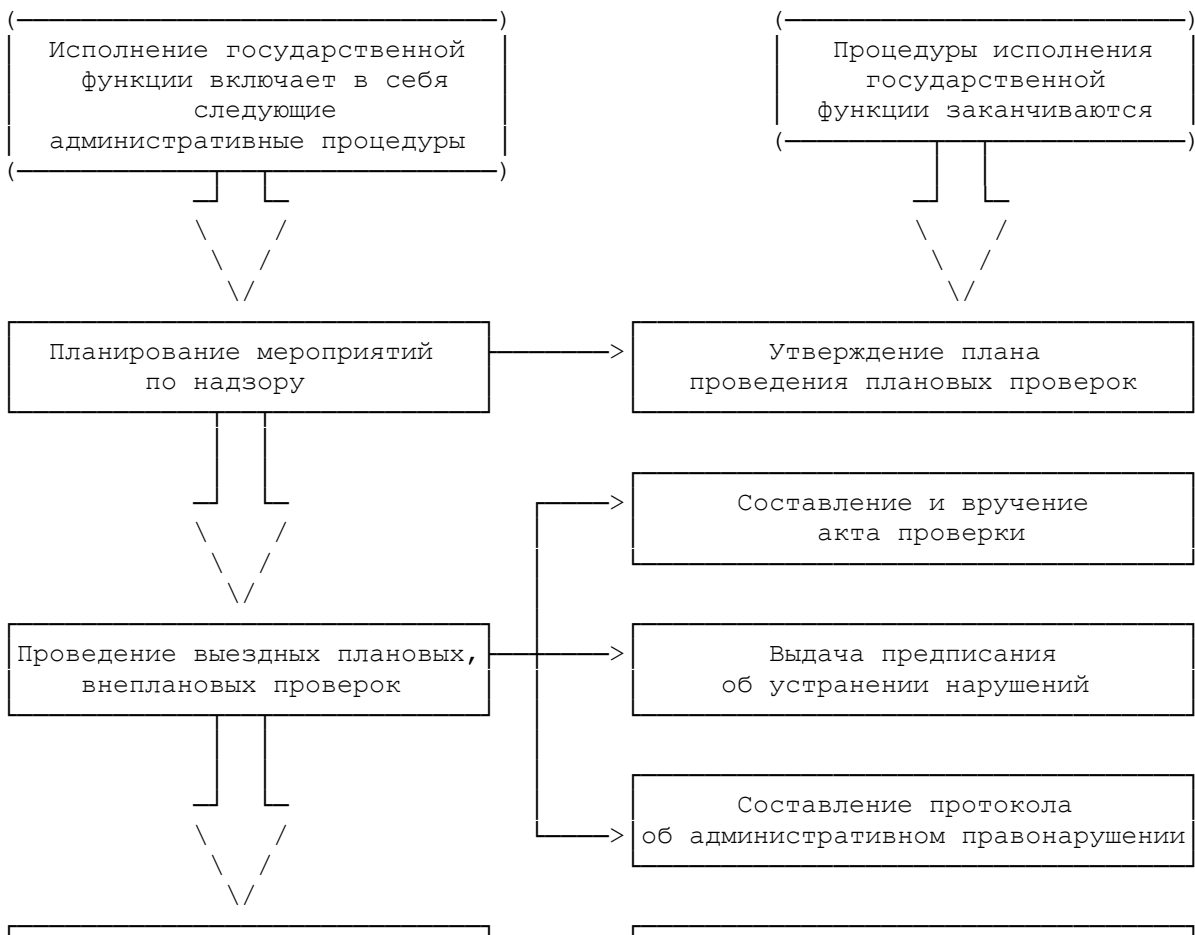 Исполнение государственной
функции включает в себя
следующие
административные процедуры
Процедуры исполнения
государственной
функции заканчиваются
Планирование мероприятий
по надзору
Утверждение плана
проведения плановых проверок
Составление и вручение
акта проверки
Проведение выездных плановых,
внеплановых проверок
Выдача предписания
об устранении нарушений
Составление протокола
об административном правонарушении